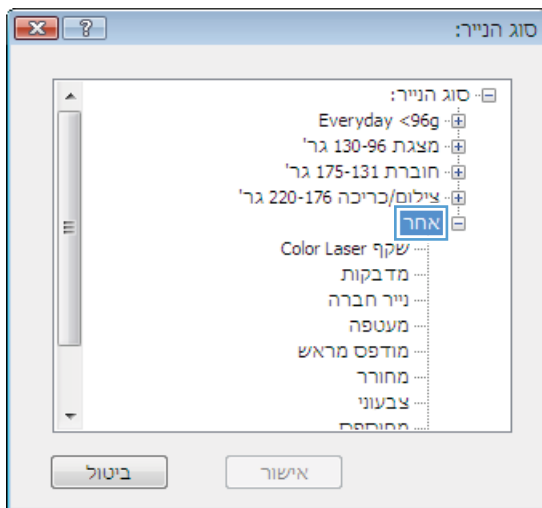 סוג הנייר:
סוג הנייר:
Everyday <96g
מצגת 130-96 גר'
חוברת 175-131 גר'
צילום/כריכה 220-176 גר'
אחר
שקף Color Laser
מדבקות
נייר חברה
מעטפה
מודפס מראש
מחורר
צבעוני
מחוספס
אישור
ביטול